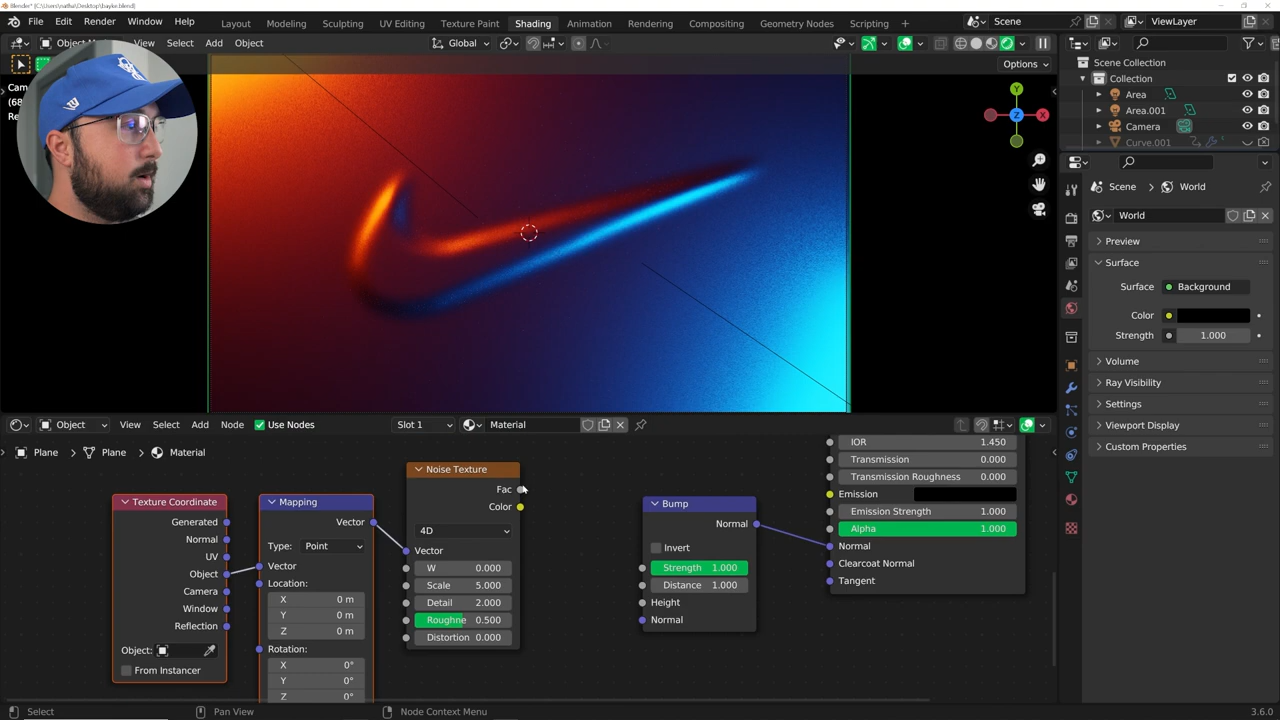 Blender* [C:\Users\natha\Desktop\bayke.blend]
File Edit Render Window Help
Layout Modeling Sculpting UV Editing Texture Paint Shading Animation Rendering Compositing Geometry Nodes Scripting +
Scene ViewLayer
View Select Add Object
Global
Options
Scene Collection
Collection
Area
Area.001
Camera
Curve.001
Scene World
World
Preview
Surface
Surface Background
Color
Strength 1.000
Volume
Ray Visibility
Settings
Viewport Display
Custom Properties
Object View Select Add Node Use Nodes Slot 1 Material
Plane Plane Material
Texture Coordinate
Generated
Normal
UV
Object
Camera
Window
Reflection
Object:
From Instancer
Mapping
Vector
Type: Point
Vector
Location:
X 0 m
Y 0 m
Z 0 m
Rotation:
X 0°
Y 0°
Z 0°
Noise Texture
Fac
Color
4D
Vector
W 0.000
Scale 5.000
Detail 2.000
Roughne 0.500
Distortion 0.000
Bump
Normal
Invert
Strength 1.000
Distance 1.000
Height
Normal
IOR 1.450
Transmission 0.000
Transmission Roughness 0.000
Emission
Emission Strength 1.000
Alpha 1.000
Normal
Clearcoat Normal
Tangent
Select Pan View Node Context Menu 3.6.0